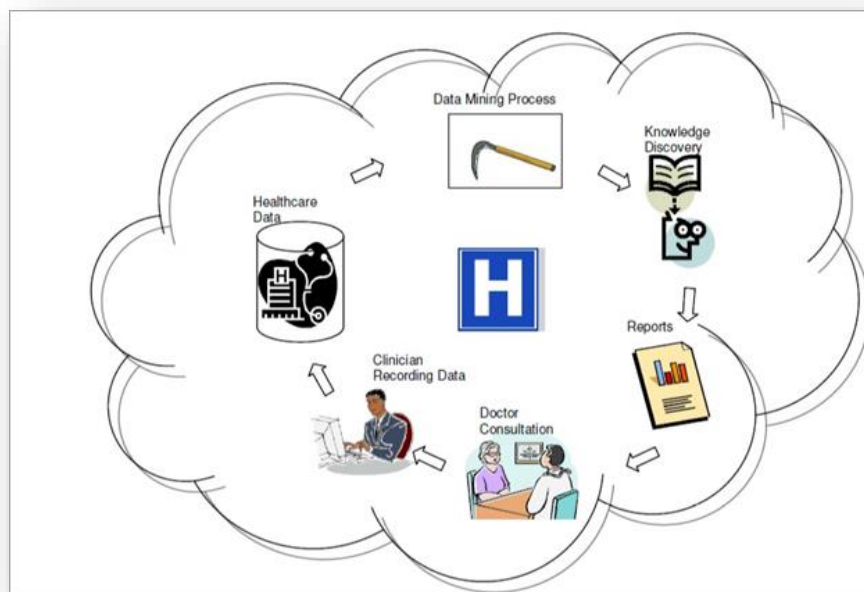 Data Mining Process
Knowledge
Discovery
Healthcare
Data
H
H
Reports
Clinician
Recording Data
Doctor
Consultation